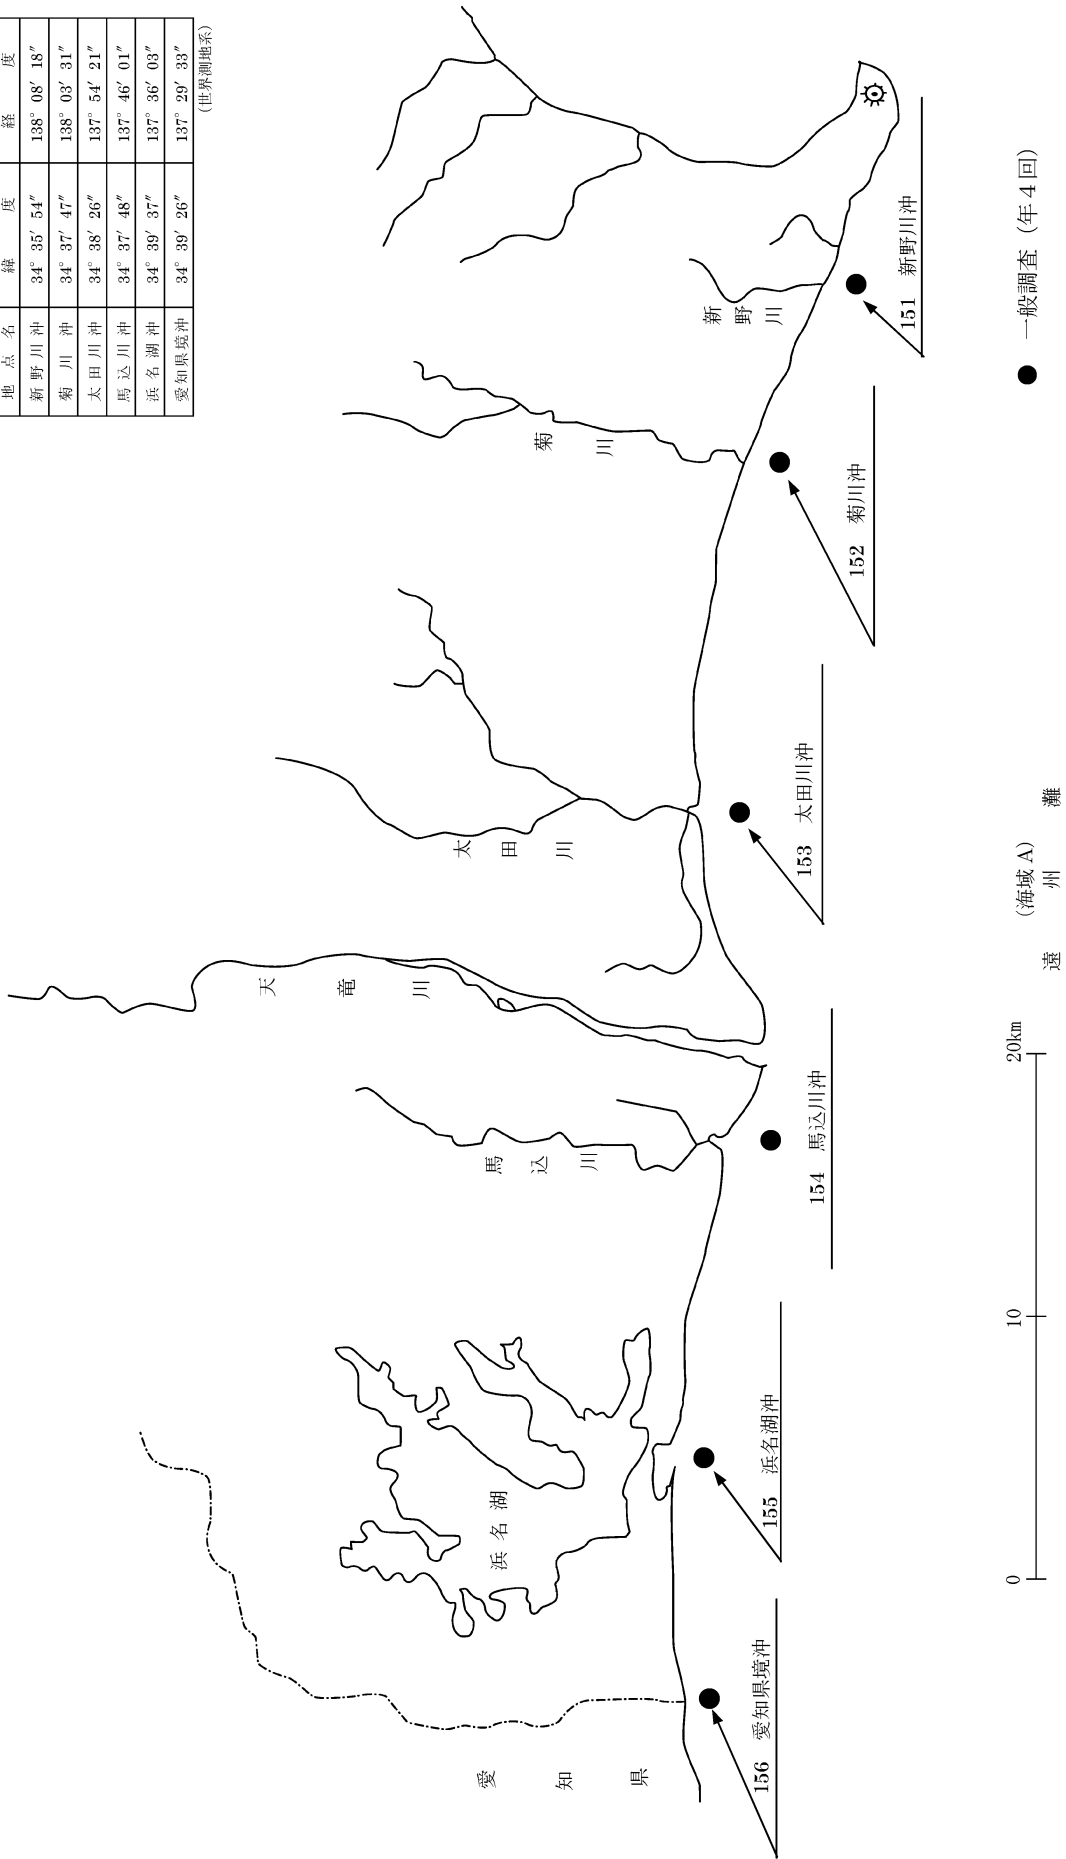 地点名 緯度 経度
新野川沖 34° 35′ 54″ 138° 08′ 18″
菊川沖 34° 37′ 47″ 138° 03′ 31″
太田川沖 34° 38′ 26″ 137° 54′ 21″
馬込川沖 34° 37′ 48″ 137° 46′ 01″
浜名湖沖 34° 39′ 37″ 137° 36′ 03″
愛知県境沖 34° 39′ 26″ 137° 29′ 33″
(世界測地系)
天竜川
太田川
菊川
新野川
馬込川
浜名湖
愛知県
156 愛知県境沖
155 浜名湖沖
154 馬込川沖
153 太田川沖
152 菊川沖
151 新野川沖
0 10 20km
(海域 A)
遠州灘
● 一般調査 (年 4 回)